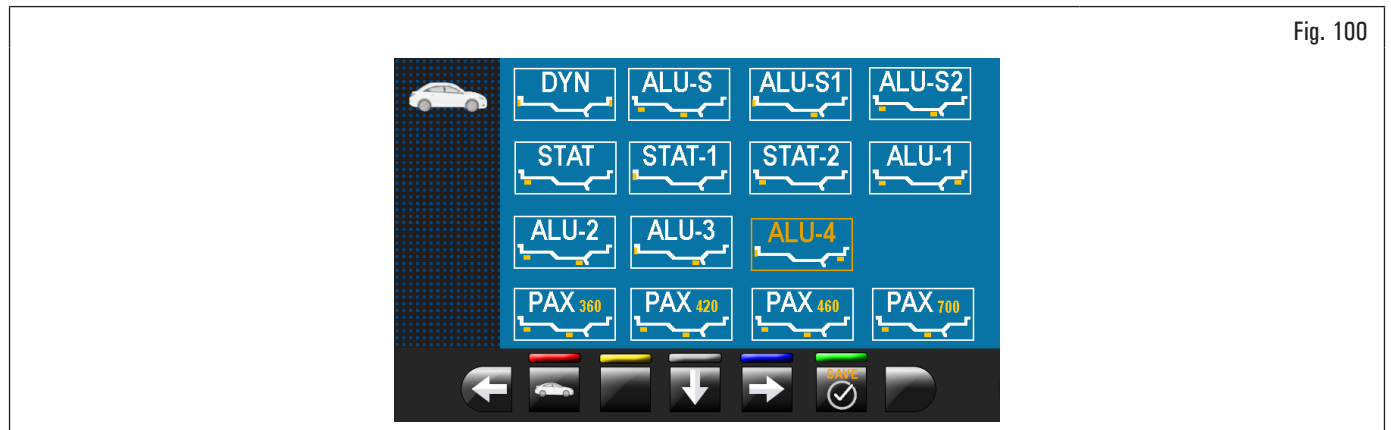 Fig. 100
DYN ALU-S ALU-S1 ALU-S2
STAT STAT-1 STAT-2 ALU-1
ALU-2 ALU-3 ALU-4
PAX 360 PAX 420 PAX 460 PAX 700
SAVE